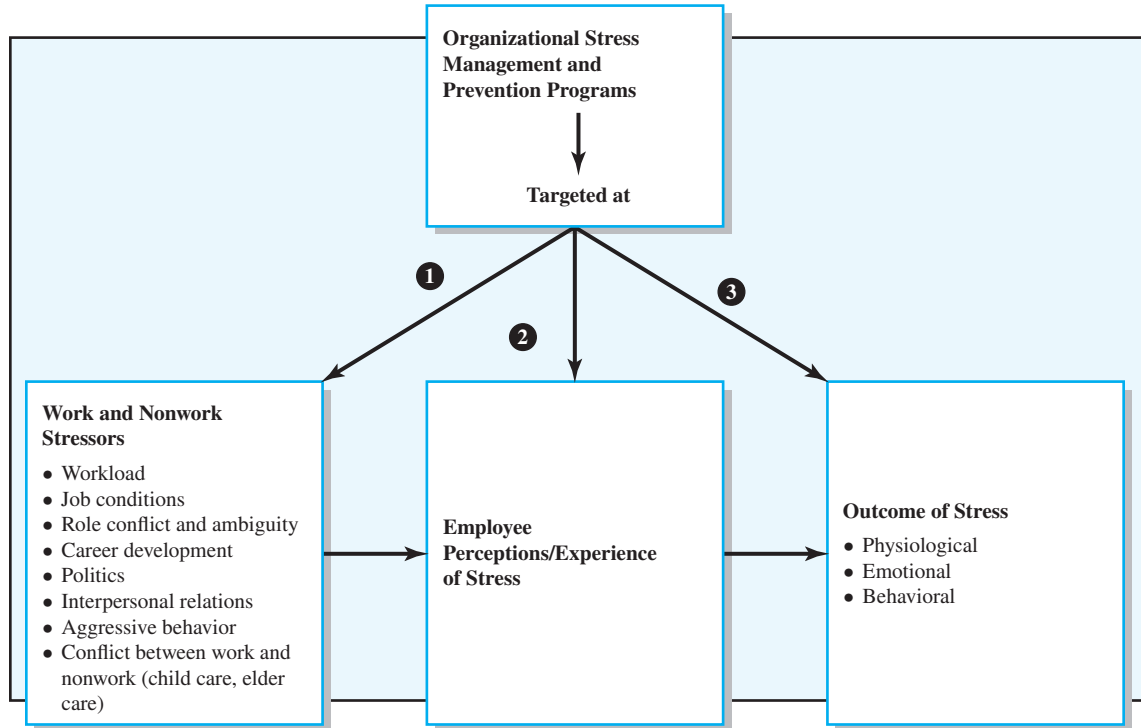 Organizational Stress
Management and
Prevention Programs
Targeted at
1
2
3
Work and Nonwork
Stressors
• Workload
• Job conditions
• Role conflict and ambiguity
• Career development
• Politics
• Interpersonal relations
• Aggressive behavior
• Conflict between work and
nonwork (child care, elder
care)
Employee
Perceptions/Experience
of Stress
Outcome of Stress
• Physiological
• Emotional
• Behavioral